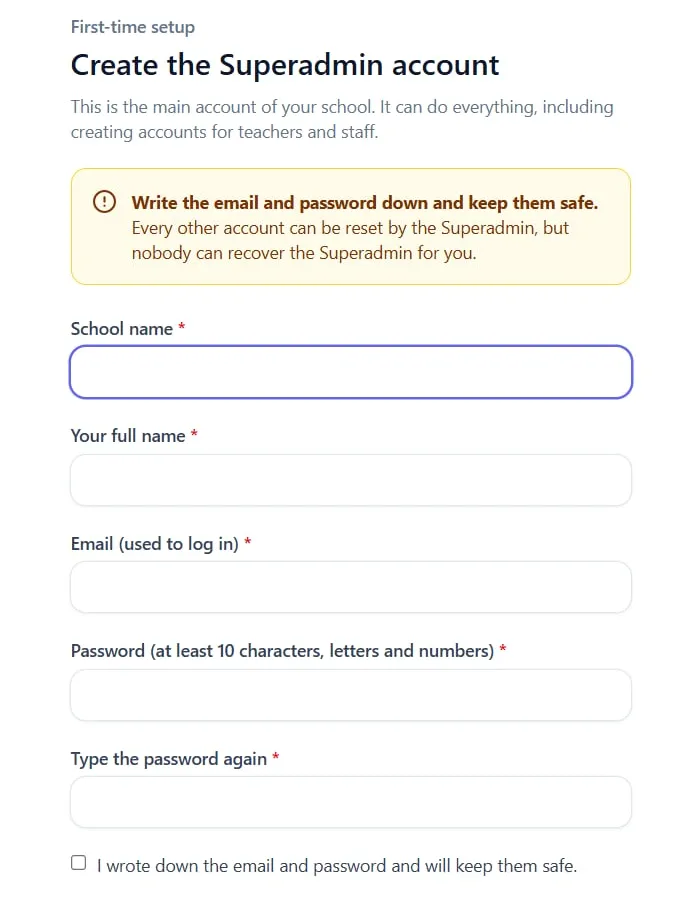 First-time setup
Create the Superadmin account
This is the main account of your school. It can do everything, including
creating accounts for teachers and staff.
Write the email and password down and keep them safe.
Every other account can be reset by the Superadmin, but
nobody can recover the Superadmin for you.
School name *
Your full name *
Email (used to log in) *
Password (at least 10 characters, letters and numbers) *
Type the password again *
I wrote down the email and password and will keep them safe.